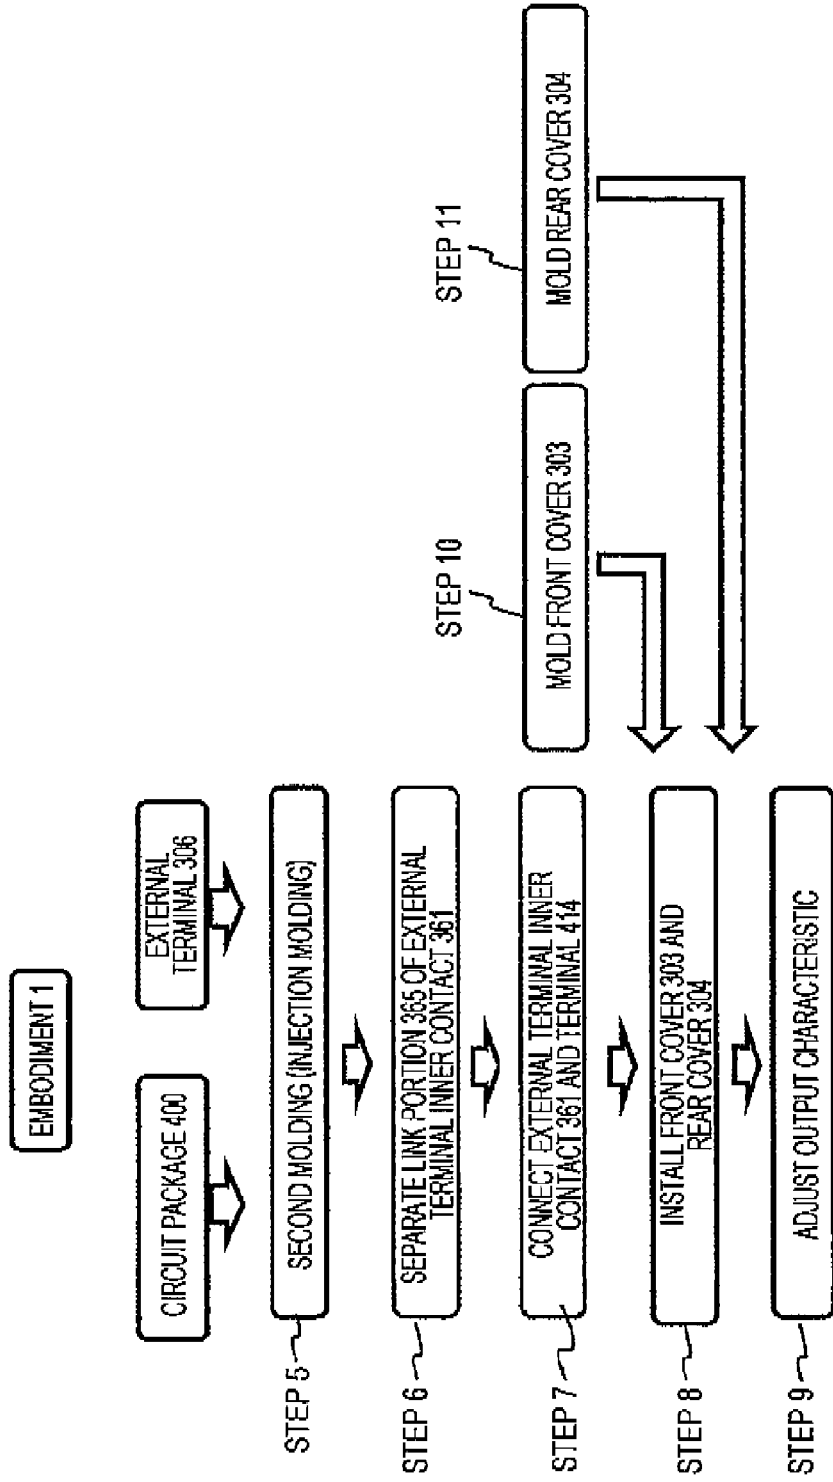 EMBODIMENT 1
CIRCUIT PACKAGE 400
EXTERNAL
TERMINAL 306
STEP 5
SECOND MOLDING (INJECTION MOLDING)
STEP 6
SEPARATE LINK PORTION 365 OF EXTERNAL
TERMINAL INNER CONTACT 361
STEP 7
CONNECT EXTERNAL TERMINAL INNER
CONTACT 361 AND TERMINAL 414
STEP 10
MOLD FRONT COVER 303
STEP 11
MOLD REAR COVER 304
STEP 8
INSTALL FRONT COVER 303 AND
REAR COVER 304
STEP 9
ADJUST OUTPUT CHARACTERISTIC